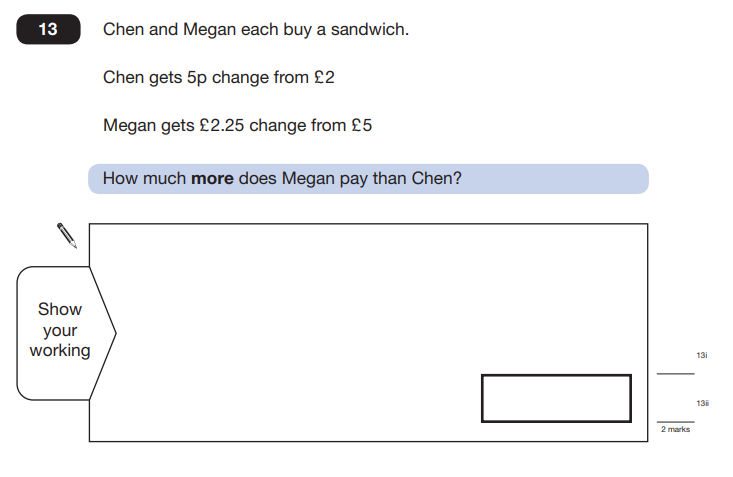 13 Chen and Megan each buy a sandwich.
Chen gets 5p change from £2
Megan gets £2.25 change from £5
How much more does Megan pay than Chen?
Show
your
working
13i
13ii
2 marks